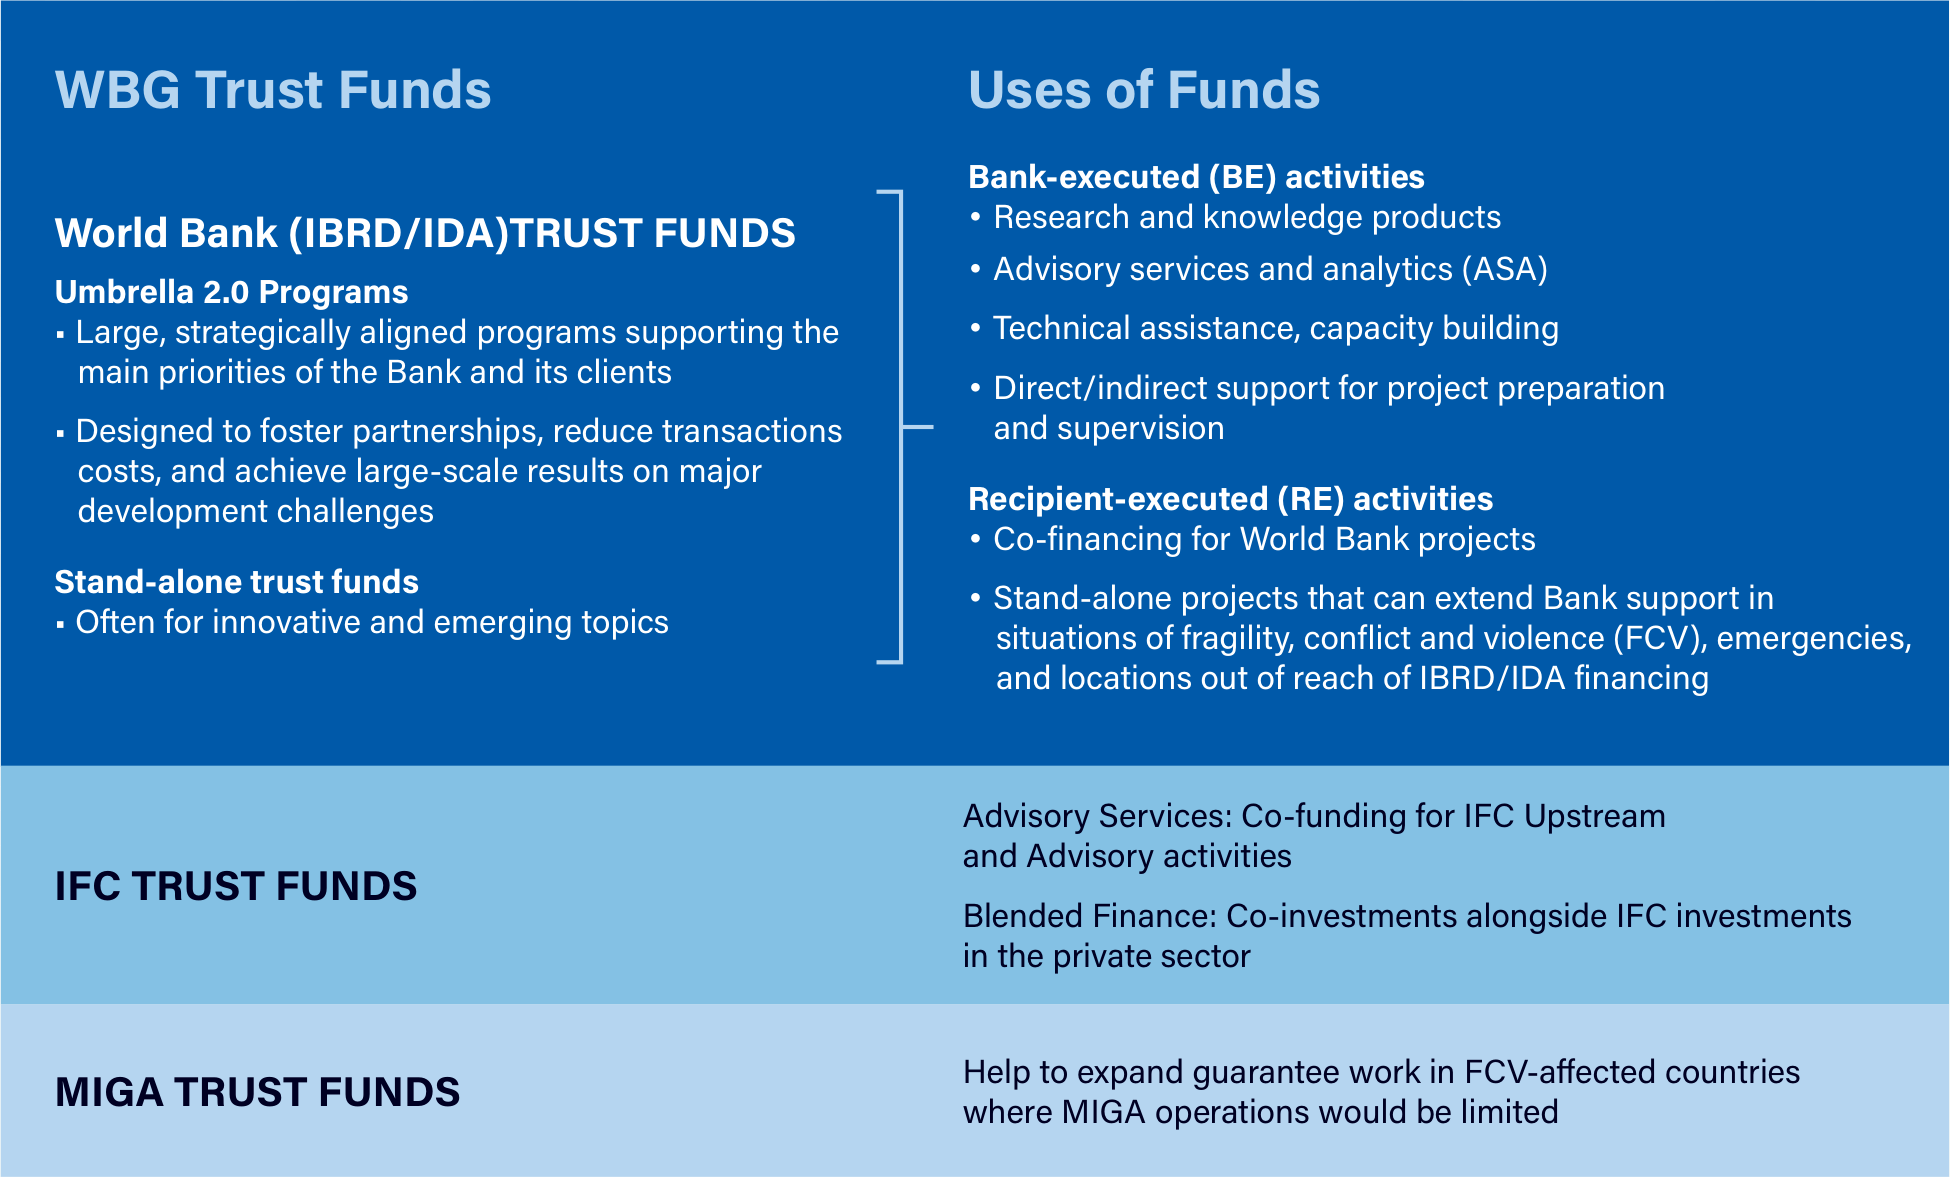 WBG Trust Funds
World Bank (IBRD/IDA)TRUST FUNDS
Umbrella 2.0 Programs
▪ Large, strategically aligned programs supporting the
main priorities of the Bank and its clients
▪ Designed to foster partnerships, reduce transactions
costs, and achieve large-scale results on major
development challenges
Stand-alone trust funds
▪ Often for innovative and emerging topics
Uses of Funds
Bank-executed (BE) activities
• Research and knowledge products
• Advisory services and analytics (ASA)
• Technical assistance, capacity building
• Direct/indirect support for project preparation
and supervision
Recipient-executed (RE) activities
• Co-financing for World Bank projects
• Stand-alone projects that can extend Bank support in
situations of fragility, conflict and violence (FCV), emergencies,
and locations out of reach of IBRD/IDA financing
IFC TRUST FUNDS
Advisory Services: Co-funding for IFC Upstream
and Advisory activities
Blended Finance: Co-investments alongside IFC investments
in the private sector
MIGA TRUST FUNDS
Help to expand guarantee work in FCV-affected countries
where MIGA operations would be limited